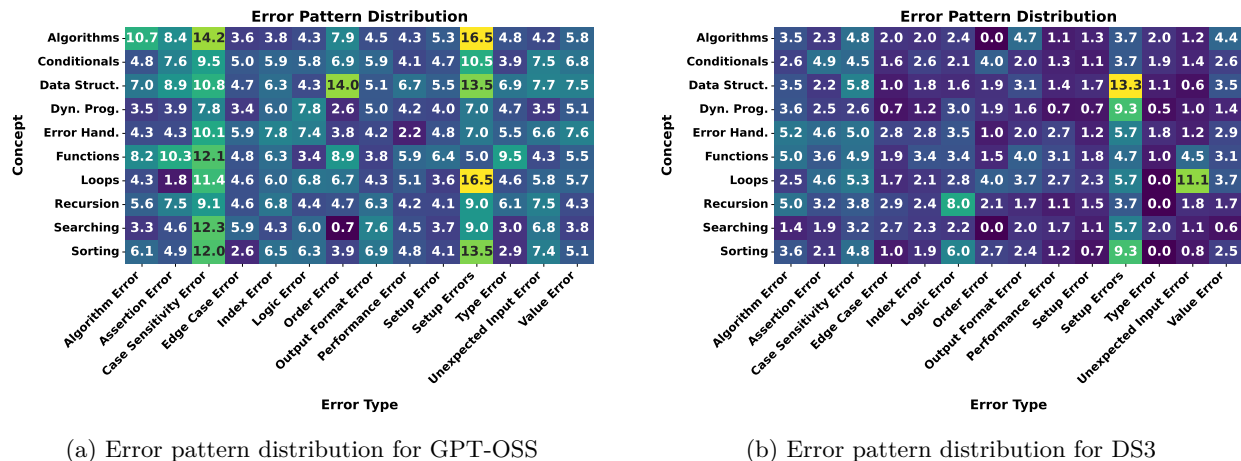 Error Pattern Distribution
Concept
Algorithms 10.7 8.4 14.2 3.6 3.8 4.3 7.9 4.5 4.3 5.3 16.5 4.8 4.2 5.8
Conditionals 4.8 7.6 9.5 5.0 5.9 5.8 6.9 5.9 4.1 4.7 10.5 3.9 7.5 6.8
Data Struct. 7.0 8.9 10.8 4.7 6.3 4.3 14.0 5.1 6.7 5.5 13.5 6.9 7.7 7.5
Dyn. Prog. 3.5 3.9 7.8 3.4 6.0 7.8 2.6 5.0 4.2 4.0 7.0 4.7 3.5 5.1
Error Hand. 4.3 4.3 10.1 5.9 7.8 7.4 3.8 4.2 2.2 4.8 7.0 5.5 6.6 7.6
Functions 8.2 10.3 12.1 4.8 6.3 3.4 8.9 3.8 5.9 6.4 5.0 9.5 4.3 5.5
Loops 4.3 1.8 11.4 4.6 6.0 6.8 6.7 4.3 5.1 3.6 16.5 4.6 5.8 5.7
Recursion 5.6 7.5 9.1 4.6 6.8 4.4 4.7 6.3 4.2 4.1 9.0 6.1 7.5 4.3
Searching 3.3 4.6 12.3 5.9 4.3 6.0 0.7 7.6 4.5 3.7 9.0 3.0 6.8 3.8
Sorting 6.1 4.9 12.0 2.6 6.5 6.3 3.9 6.9 4.8 4.1 13.5 2.9 7.4 5.1
Algorithm Error
Assertion Error
Case Sensitivity Error
Edge Case Error
Index Error
Logic Error
Order Error
Output Format Error
Performance Error
Setup Error
Setup Errors
Type Error
Unexpected Input Error
Value Error
Error Type
(a) Error pattern distribution for GPT-OSS
Error Pattern Distribution
Concept
Algorithms 3.5 2.3 4.8 2.0 2.0 2.4 0.0 4.7 1.1 1.3 3.7 2.0 1.2 4.4
Conditionals 2.6 4.9 4.5 1.6 2.6 2.1 4.0 2.0 1.3 1.1 3.7 1.9 1.4 2.6
Data Struct. 3.5 2.2 5.8 1.0 1.8 1.6 1.9 3.1 1.4 1.7 13.3 1.1 0.6 3.5
Dyn. Prog. 3.6 2.5 2.6 0.7 1.2 3.0 1.9 1.6 0.7 0.7 9.3 0.5 1.0 1.4
Error Hand. 5.2 4.6 5.0 2.8 2.8 3.5 1.0 2.0 2.7 1.2 5.7 1.8 1.2 2.9
Functions 5.0 3.6 4.9 1.9 3.4 3.4 1.5 4.0 3.1 1.8 4.7 1.0 4.5 3.1
Loops 2.5 4.6 5.2 1.7 2.1 2.8 4.0 3.7 2.7 2.3 5.7 0.0 11.1 3.7
Recursion 5.0 3.2 3.8 2.9 2.4 8.0 2.1 1.7 1.1 1.5 3.7 0.0 1.8 1.7
Searching 1.4 1.9 3.2 2.7 2.3 2.2 0.0 2.0 1.7 1.1 5.7 2.0 1.1 0.6
Sorting 3.6 2.1 4.8 1.0 1.9 6.0 2.7 2.4 1.2 0.7 9.3 0.0 0.8 2.5
Algorithm Error
Assertion Error
Case Sensitivity Error
Edge Case Error
Index Error
Logic Error
Order Error
Output Format Error
Performance Error
Setup Error
Setup Errors
Type Error
Unexpected Input Error
Value Error
Error Type
(b) Error pattern distribution for DS3